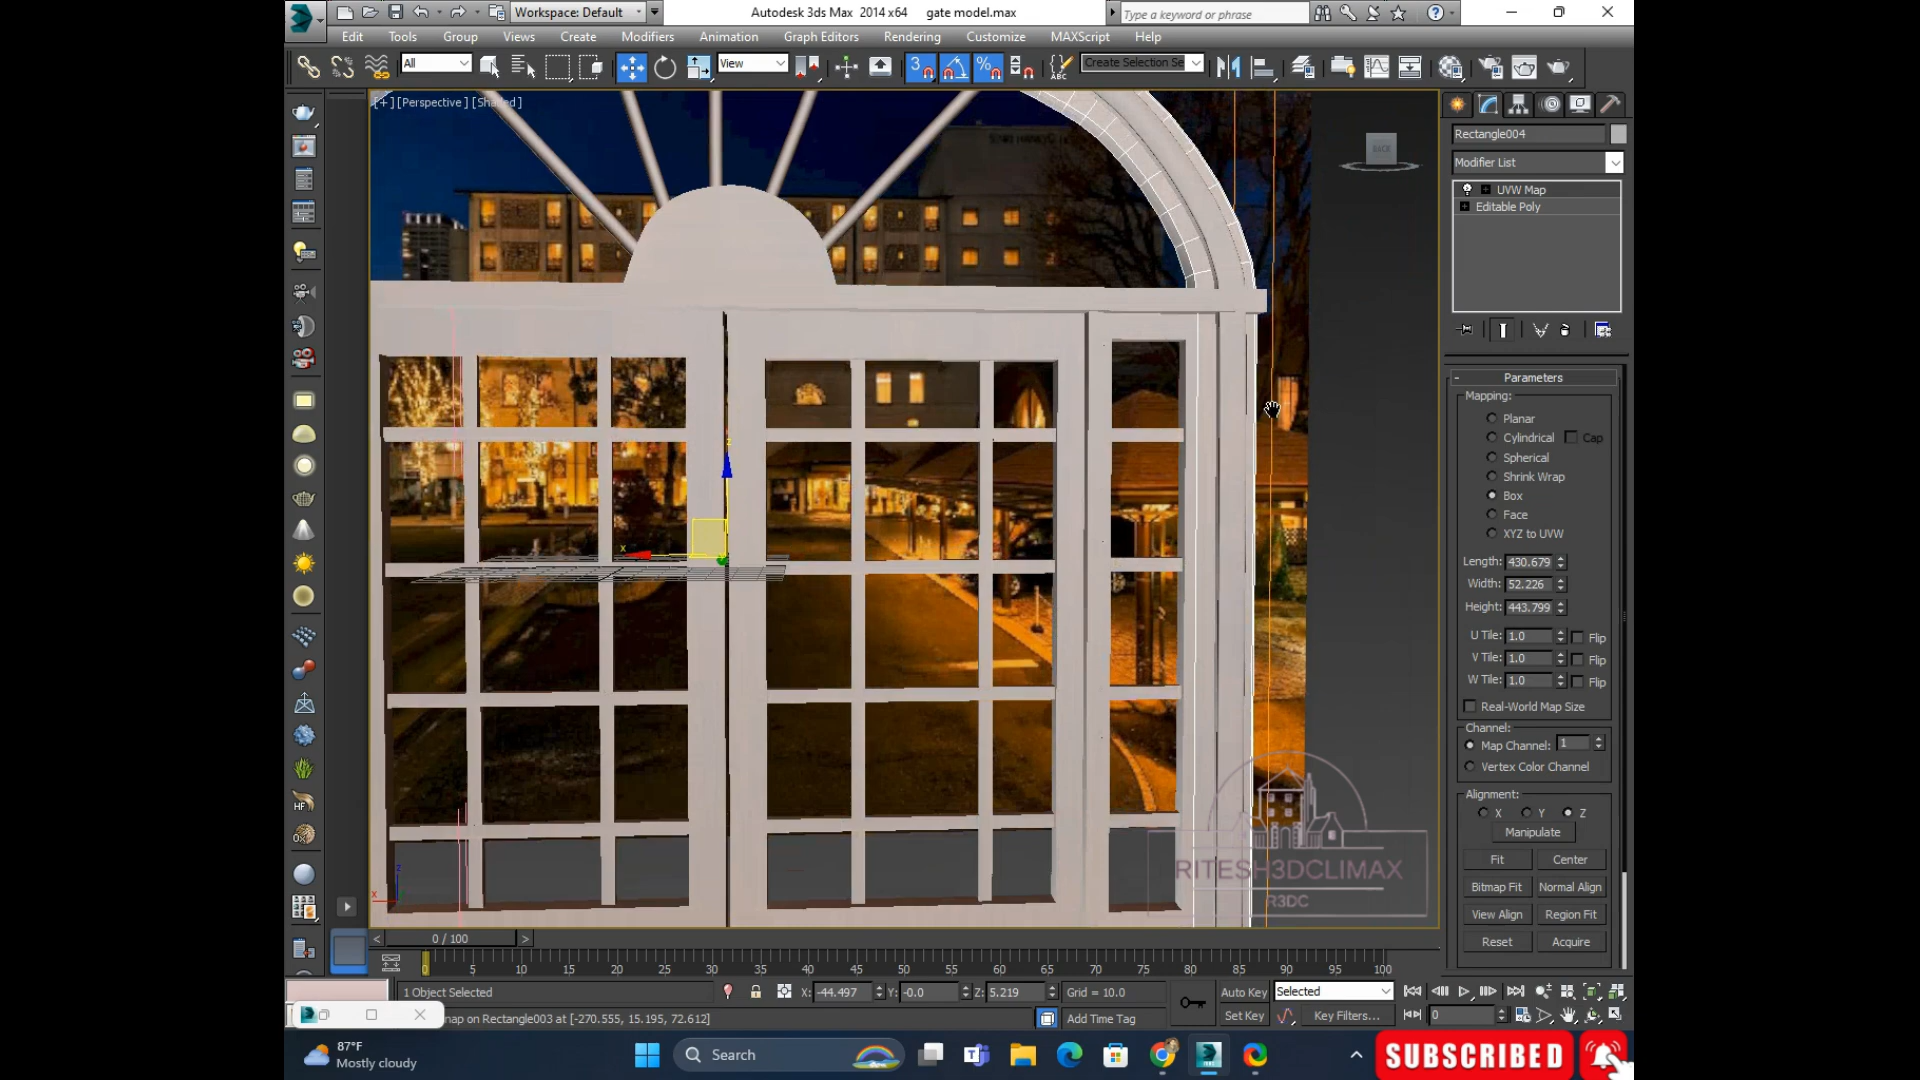 Workspace: Default
Autodesk 3ds Max 2014 x64 gate model.max
Type a keyword or phrase
Edit Tools Group Views Create Modifiers Animation Graph Editors Rendering Customize MAXScript Help
All
View
3
%
ABC
Create Selection Se
[+] [Perspective] [Shaded]
BACK
Rectangle004
Modifier List
UVW Map
Editable Poly
Parameters
Mapping:
Planar
Cylindrical Cap
Spherical
Shrink Wrap
Box
Face
XYZ to UVW
Length: 430.679
Width: 52.226
Height: 443.799
U Tile: 1.0 Flip
V Tile: 1.0 Flip
W Tile: 1.0 Flip
Real-World Map Size
Channel:
Map Channel: 1
Vertex Color Channel
Alignment:
X Y Z
Manipulate
Fit Center
Bitmap Fit Normal Align
View Align Region Fit
Reset Acquire
z
x
z
x
HF
OX
RITESH3DCLIMAX
R3DC
< 0 / 100 >
0 5 10 15 20 25 30 35 40 45 50 55 60 65 70 75 80 85 90 95 100
1 Object Selected X: -44.497 Y: -0.0 Z: 5.219 Grid = 10.0 Auto Key Selected
nap on Rectangle003 at [-270.555, 15.195, 72.612] Add Time Tag Set Key Key Filters... 0
87°F
Mostly cloudy
Search
SUBSCRIBED